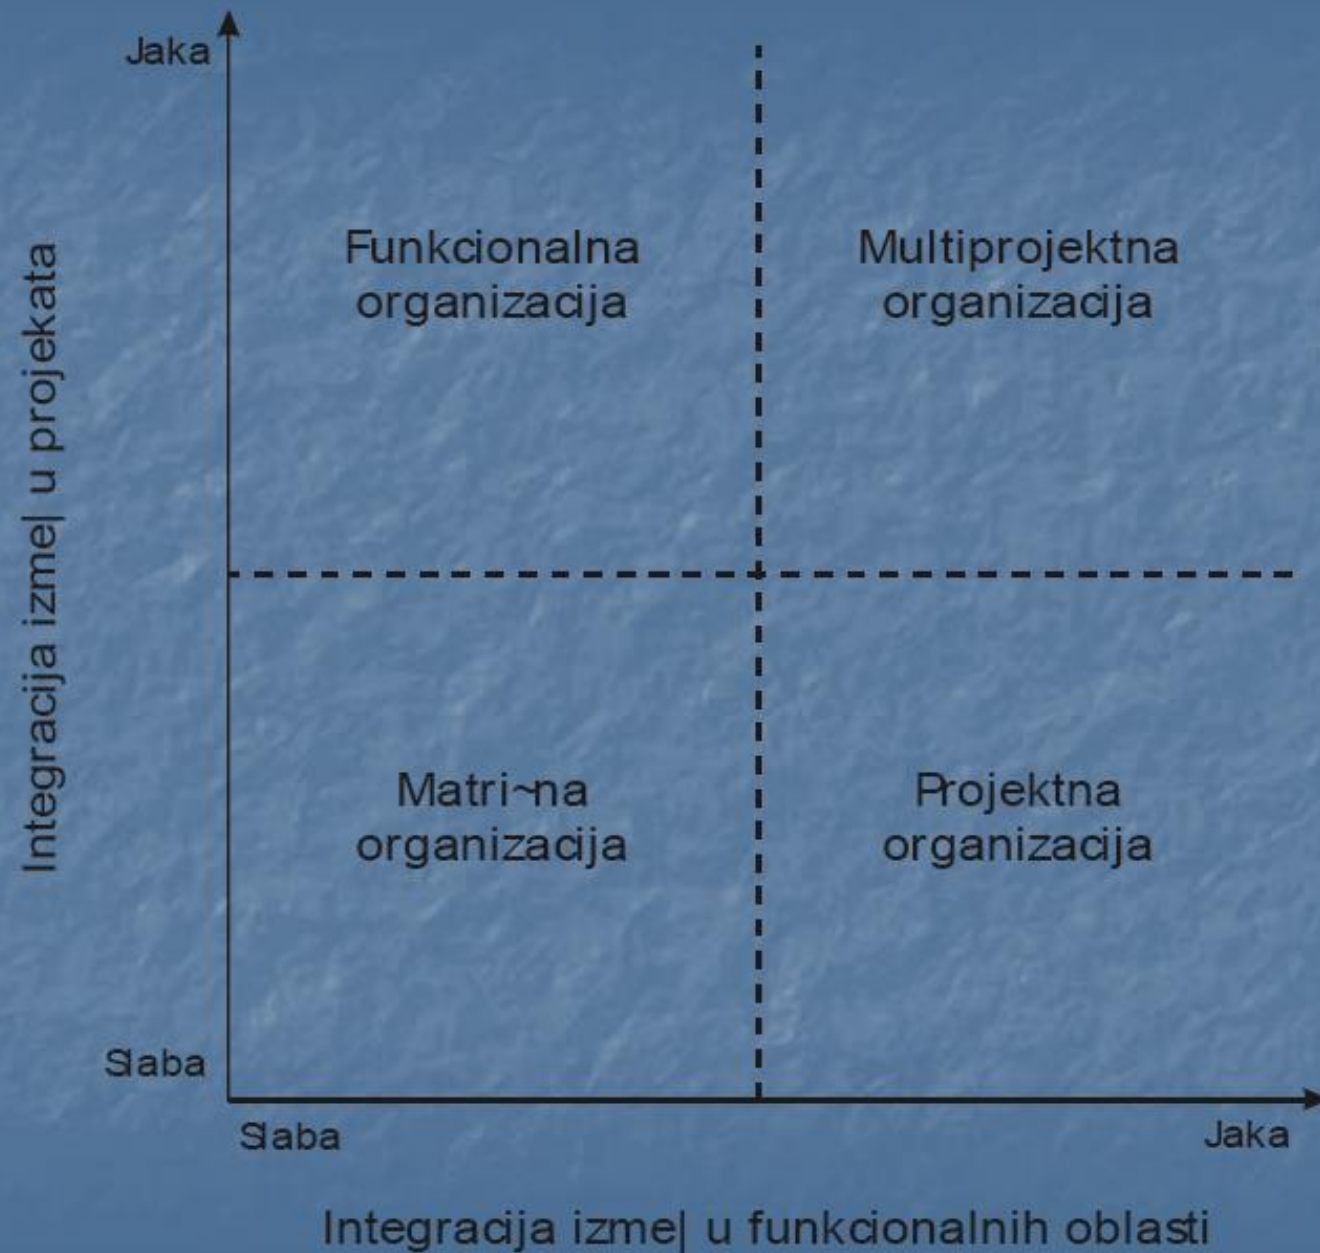 Jaka
Integracija izme| u projekata
Funkcionalna
organizacija
Multiprojektna
organizacija
Matri~na
organizacija
Projektna
organizacija
Slaba
Slaba
Jaka
Integracija izme| u funkcionalnih oblasti